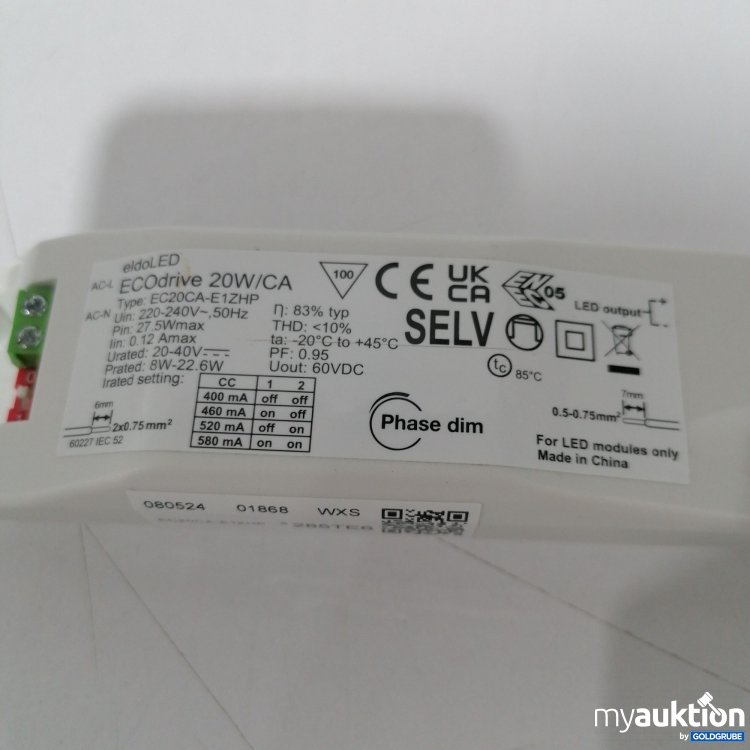 eldoLED
AC-L ECOdrive 20W/CA
Type: EC20CA-E1ZHP
AC-N Uin: 220-240V~,50Hz
Pin: 27.5Wmax
Iin: 0.12 Amax
Urated: 20-40V
Prated: 8W-22.6W
Irated setting:
η: 83% typ
THD: <10%
ta: -20°C to +45°C
PF: 0.95
Uout: 60VDC
CC 1 2
400 mA off off
460 mA on off
520 mA off on
580 mA on on
6mm
2x0.75mm²
60227 IEC 52
100
CE UK CA
05
SELV
tc 85°C
Phase dim
LED output + -
7mm
0.5-0.75mm²
For LED modules only
Made in China
080524 01868 WXS
myauktion
by GOLDGRUBE